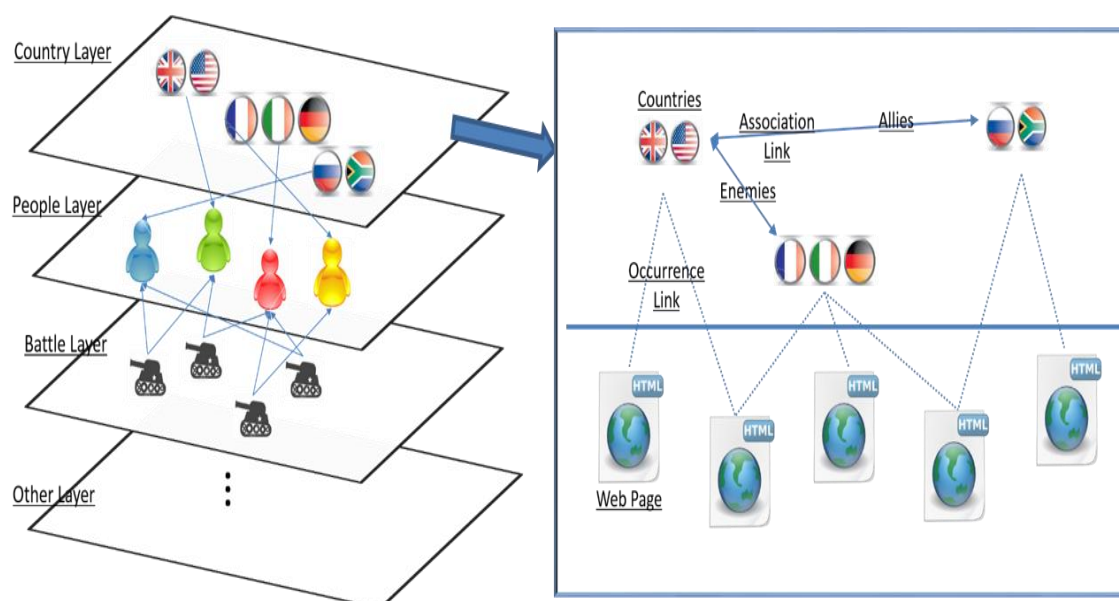 Country Layer
People Layer
Battle Layer
Other Layer
Countries
Association
Link
Allies
Enemies
Occurrence
Link
HTML
HTML
HTML
HTML
HTML
Web Page